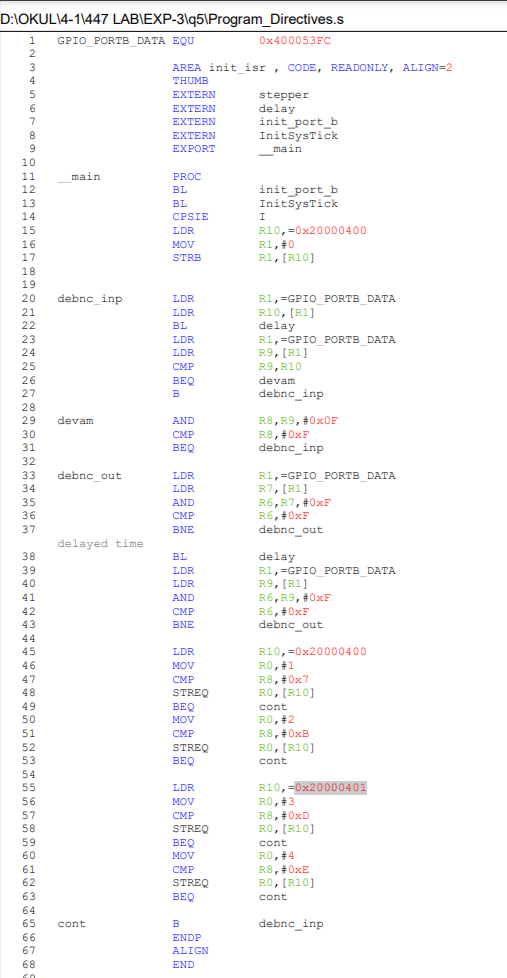 D:\OKUL\4-1\447 LAB\EXP-3\q5\Program_Directives.s
1 GPIO_PORTB_DATA EQU 0x400053FC
2
3 AREA init_isr , CODE, READONLY, ALIGN=2
4 THUMB
5 EXTERN stepper
6 EXTERN delay
7 EXTERN init_port_b
8 EXTERN InitSysTick
9 EXPORT __main
10
11 __main PROC
12 BL init_port_b
13 BL InitSysTick
14 CPSIE I
15 LDR R10,=0x20000400
16 MOV R1,#0
17 STRB R1,[R10]
18
19
20 debnc_inp LDR R1,=GPIO_PORTB_DATA
21 LDR R10,[R1]
22 BL delay
23 LDR R1,=GPIO_PORTB_DATA
24 LDR R9,[R1]
25 CMP R9,R10
26 BEQ devam
27 B debnc_inp
28
29 devam AND R8,R9,#0x0F
30 CMP R8,#0xF
31 BEQ debnc_inp
32
33 debnc_out LDR R1,=GPIO_PORTB_DATA
34 LDR R7,[R1]
35 AND R6,R7,#0xF
36 CMP R6,#0xF
37 BNE debnc_out
delayed time
38 BL delay
39 LDR R1,=GPIO_PORTB_DATA
40 LDR R9,[R1]
41 AND R6,R9,#0xF
42 CMP R6,#0xF
43 BNE debnc_out
44
45 LDR R10,=0x20000400
46 MOV R0,#1
47 CMP R8,#0x7
48 STREQ R0,[R10]
49 BEQ cont
50 MOV R0,#2
51 CMP R8,#0xB
52 STREQ R0,[R10]
53 BEQ cont
54
55 LDR R10,=0x20000401
56 MOV R0,#3
57 CMP R8,#0xD
58 STREQ R0,[R10]
59 BEQ cont
60 MOV R0,#4
61 CMP R8,#0xE
62 STREQ R0,[R10]
63 BEQ cont
64
65 cont B debnc_inp
66 ENDP
67 ALIGN
68 END